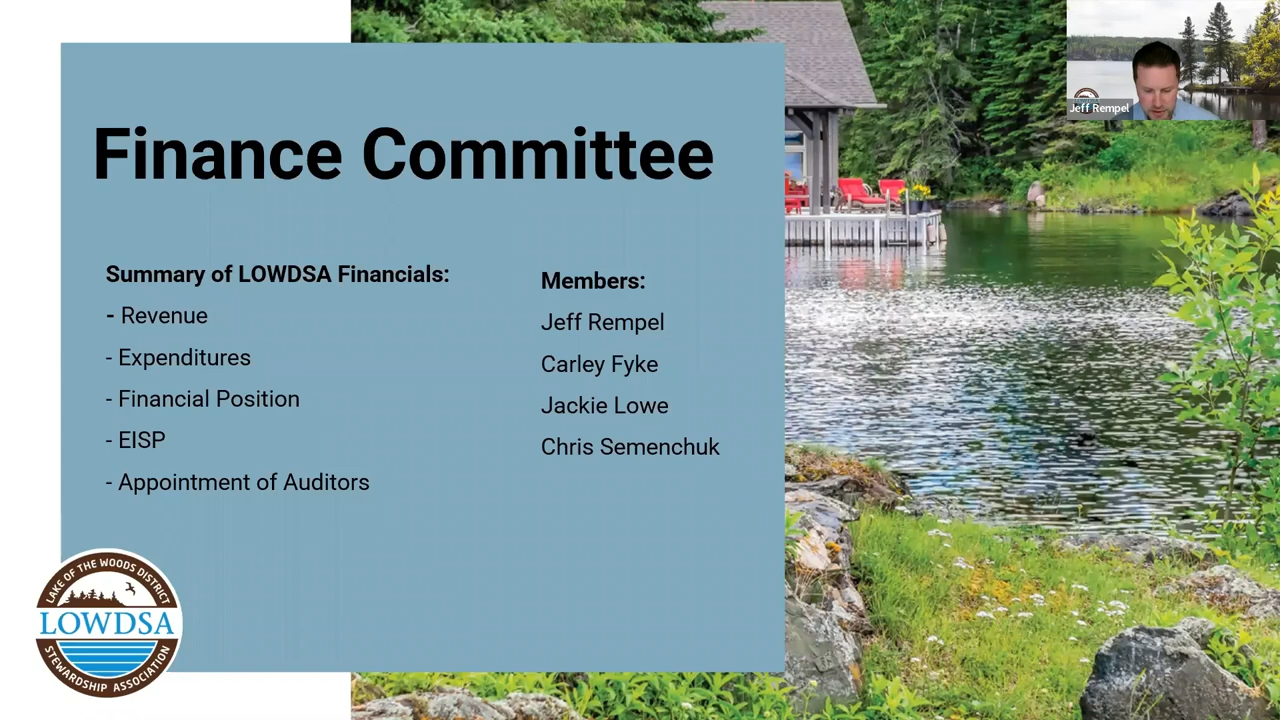 Jeff Rempel
Finance Committee
Summary of LOWDSA Financials:
- Revenue
- Expenditures
- Financial Position
- EISP
- Appointment of Auditors
Members:
Jeff Rempel
Carley Fyke
Jackie Lowe
Chris Semenchuk
LAKE OF THE WOODS DISTRICT
LOWDSA
STEWARDSHIP ASSOCIATION